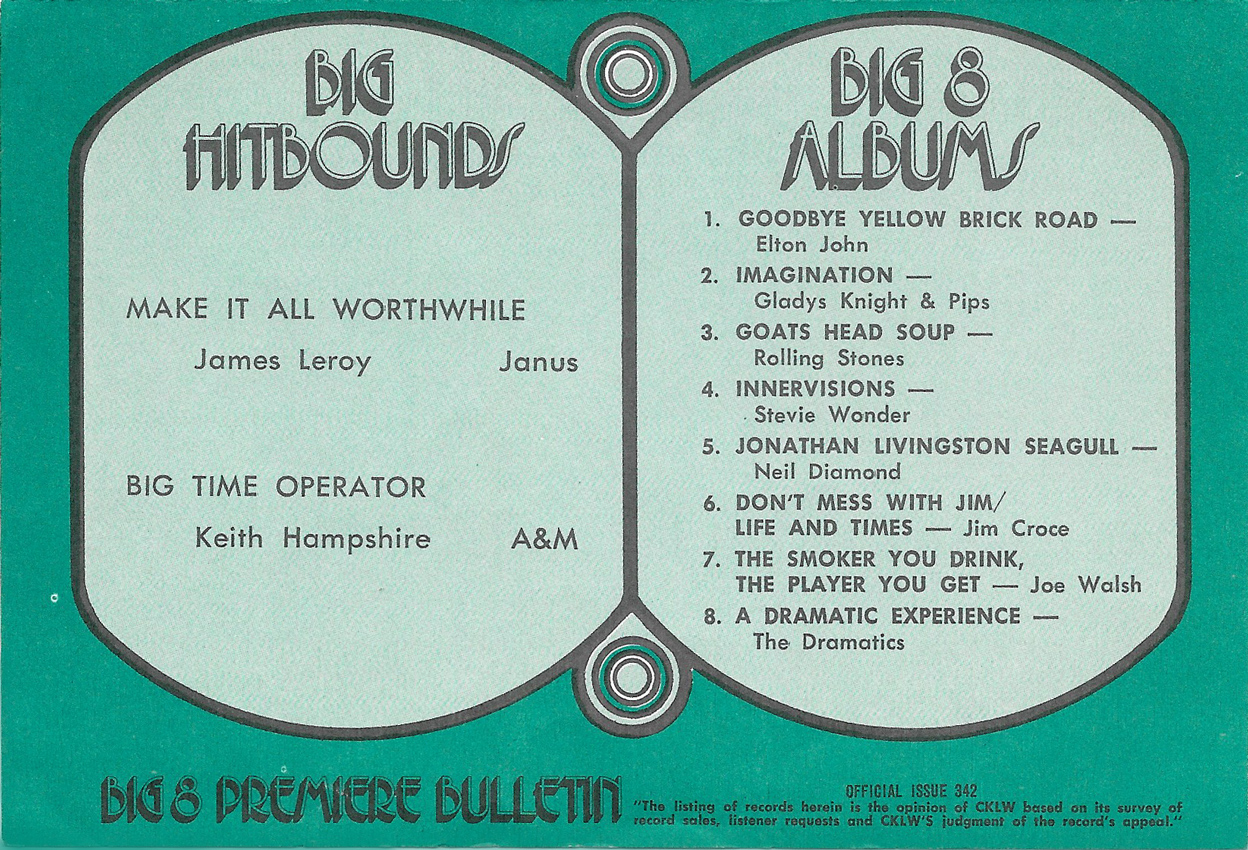 BIG
HITBOUNDS
MAKE IT ALL WORTHWHILE
James Leroy Janus
BIG TIME OPERATOR
Keith Hampshire A&M
BIG 8
ALBUMS
1. GOODBYE YELLOW BRICK ROAD —
Elton John
2. IMAGINATION —
Gladys Knight & Pips
3. GOATS HEAD SOUP —
Rolling Stones
4. INNERVISIONS —
Stevie Wonder
5. JONATHAN LIVINGSTON SEAGULL —
Neil Diamond
6. DON'T MESS WITH JIM/
LIFE AND TIMES — Jim Croce
7. THE SMOKER YOU DRINK,
THE PLAYER YOU GET — Joe Walsh
8. A DRAMATIC EXPERIENCE —
The Dramatics
BIG 8 PREMIERE BULLETIN
OFFICIAL ISSUE 342
"The listing of records herein is the opinion of CKLW based on its survey of
record sales, listener requests and CKLW'S judgment of the record's appeal."